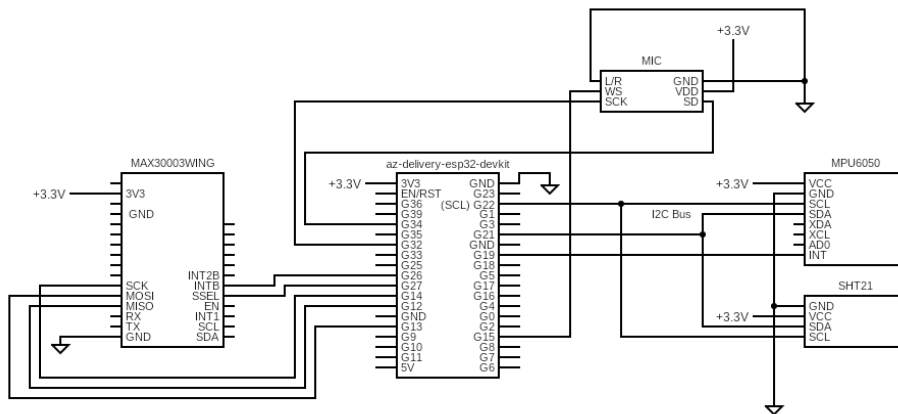 +3.3V
MIC
L/R
WS
SCK
GND
VDD
SD
MAX30003WING
+3.3V
3V3
GND
SCK
MOSI
MISO
RX
TX
GND
INT2B
INTB
SSEL
EN
INT1
SCL
SDA
az-delivery-esp32-devkit
+3.3V
3V3
EN/RST
G36
G39
G34
G35
G32
G33
G25
G26
G27
G14
G12
GND
G13
G9
G10
G11
5V
GND
G23
(SCL) G22
G1
G3
G21
GND
G19
G18
G5
G17
G16
G4
G0
G2
G15
G8
G7
G6
I2C Bus
MPU6050
+3.3V
VCC
GND
SCL
SDA
XDA
XCL
AD0
INT
SHT21
+3.3V
GND
VCC
SDA
SCL